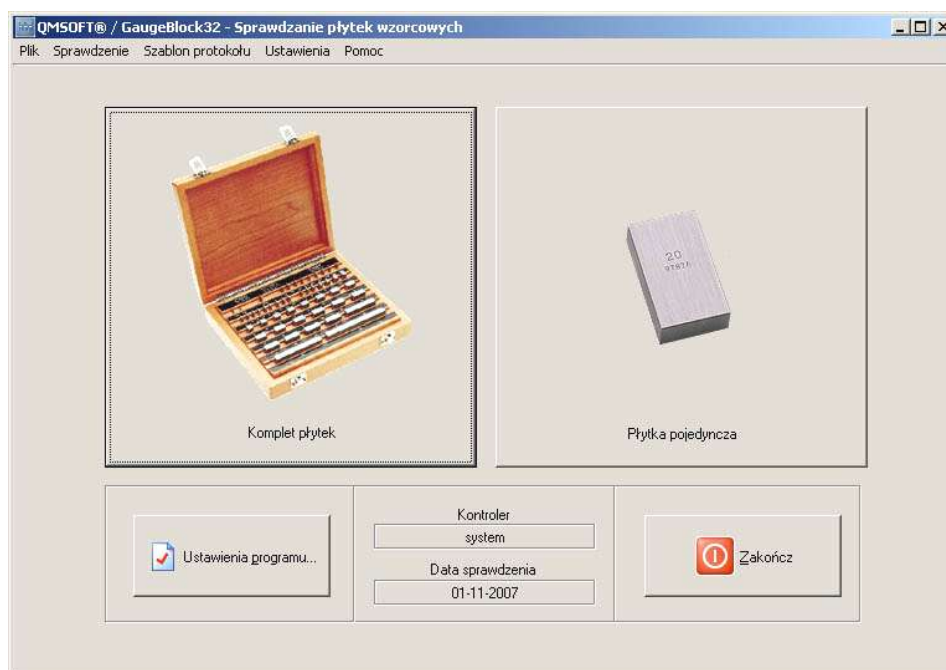 QMSOFT® / GaugeBlock32 - Sprawdzanie płytek wzorcowych
Plik Sprawdzenie Szablon protokołu Ustawienia Pomoc
20
Komplet płytek
Płytka pojedyncza
Ustawienia programu...
Kontroler
system
Data sprawdzenia
01-11-2007
Zakończ